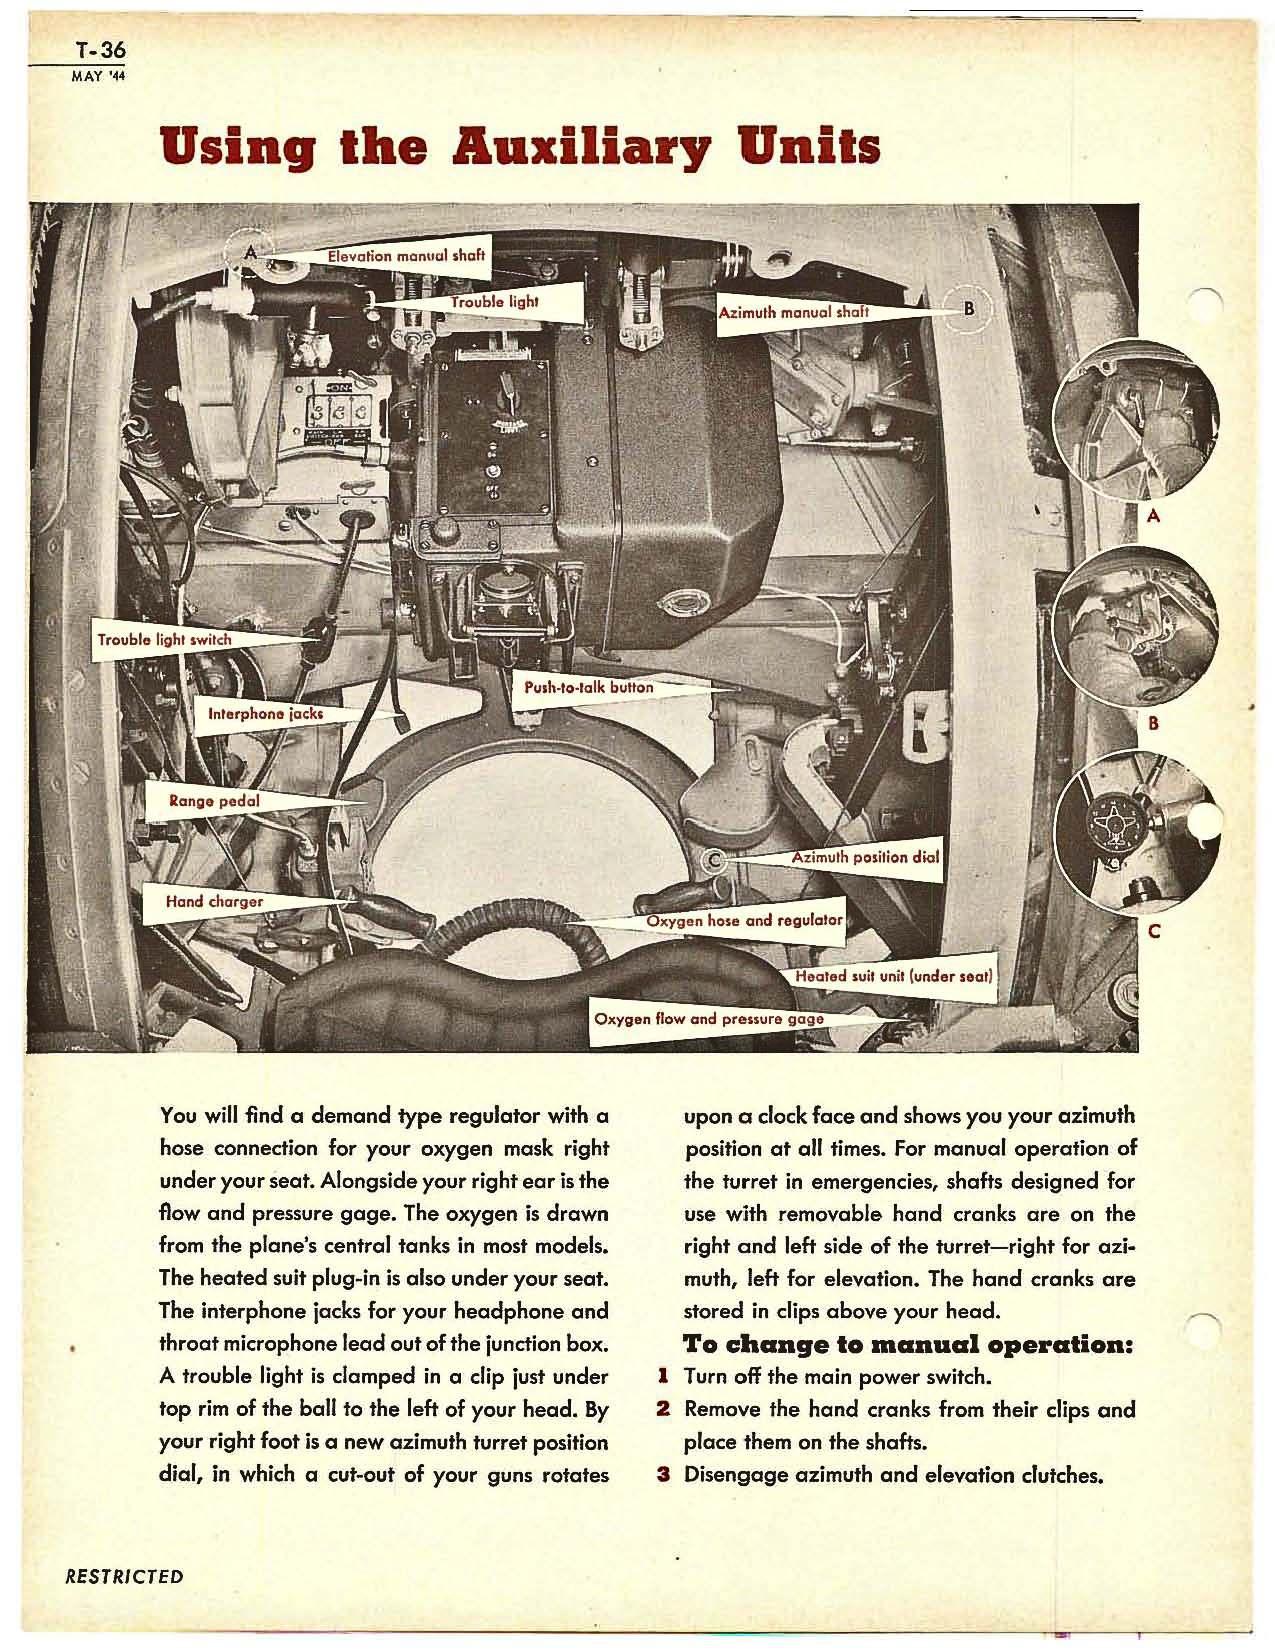 T-36
MAY '44
Using the Auxiliary Units
A
Elevation manual shaft
Trouble light
Azimuth manual shaft
B
ON
OFF
A
Trouble light switch
Push-to-talk button
Interphone jacks
B
Range pedal
C
Azimuth position dial
Hand charger
Oxygen hose and regulator
C
Heated suit unit (under seat)
Oxygen flow and pressure gage
You will find a demand type regulator with a
hose connection for your oxygen mask right
under your seat. Alongside your right ear is the
flow and pressure gage. The oxygen is drawn
from the plane's central tanks in most models.
The heated suit plug-in is also under your seat.
The interphone jacks for your headphone and
throat microphone lead out of the junction box.
A trouble light is clamped in a clip just under
top rim of the ball to the left of your head. By
your right foot is a new azimuth turret position
dial, in which a cut-out of your guns rotates
upon a clock face and shows you your azimuth
position at all times. For manual operation of
the turret in emergencies, shafts designed for
use with removable hand cranks are on the
right and left side of the turret—right for azi-
muth, left for elevation. The hand cranks are
stored in clips above your head.
To change to manual operation:
1 Turn off the main power switch.
2 Remove the hand cranks from their clips and
place them on the shafts.
3 Disengage azimuth and elevation clutches.
RESTRICTED